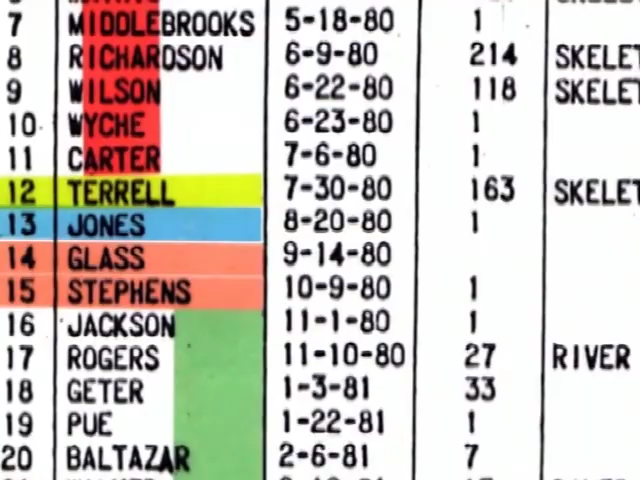 7 MIDDLEBROOKS 5-18-80 1
8 RICHARDSON 6-9-80 214 SKELET
9 WILSON 6-22-80 118 SKELET
10 WYCHE 6-23-80 1
11 CARTER 7-6-80 1
12 TERRELL 7-30-80 163 SKELET
13 JONES 8-20-80 1
14 GLASS 9-14-80
15 STEPHENS 10-9-80 1
16 JACKSON 11-1-80 1
17 ROGERS 11-10-80 27 RIVER
18 GETER 1-3-81 33
19 PUE 1-22-81 1
20 BALTAZAR 2-6-81 7